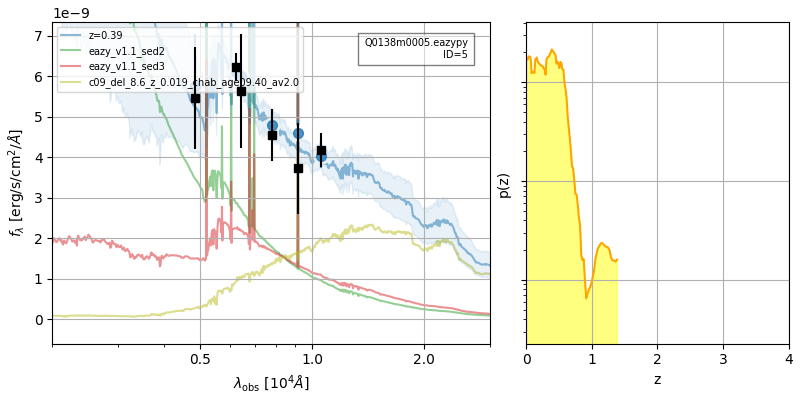 1e−9
z=0.39
eazy_v1.1_sed2
eazy_v1.1_sed3
c09_del_8.6_z_0.019_chab_age09.40_av2.0
Q0138m0005.eazypy
ID=5
7
6
5
4
3
2
1
0
fλ [erg/s/cm²/Å]
0.5
1.0
2.0
λobs [10⁴Å]
p(z)
0
1
2
3
4
z